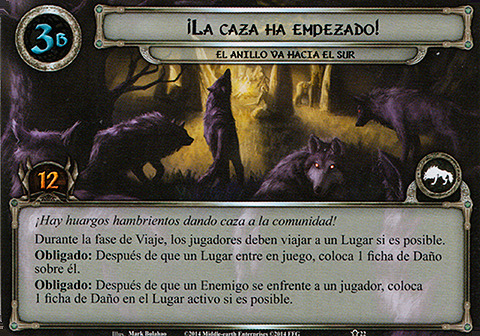 3B
¡LA CAZA HA EMPEZADO!
EL ANILLO VA HACIA EL SUR
12
¡Hay huargos hambrientos dando caza a la comunidad!
Durante la fase de Viaje, los jugadores deben viajar a un Lugar si es posible.
Obligado: Después de que un Lugar entre en juego, coloca 1 ficha de Daño
sobre él.
Obligado: Después de que un Enemigo se enfrente a un jugador, coloca
1 ficha de Daño en el Lugar activo si es posible.
Illus. Mark Bulahao ©2014 Middle-earth Enterprises ©2014 FFG 22